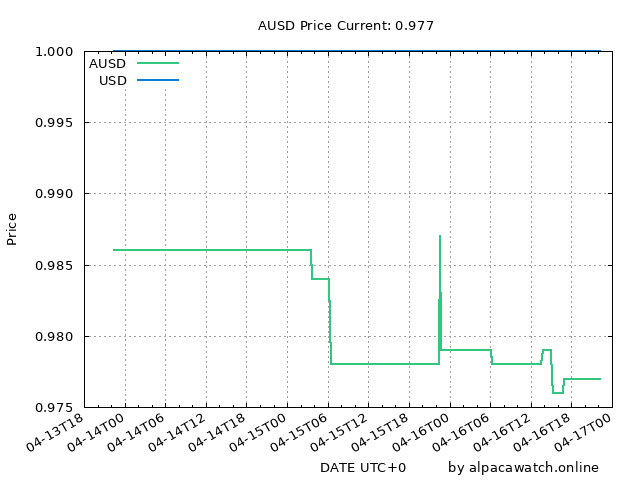 AUSD Price Current: 0.977
1.000
0.995
0.990
0.985
0.980
0.975
Price
AUSD
USD
04-13T18
04-14T00
04-14T06
04-14T12
04-14T18
04-15T00
04-15T06
04-15T12
04-15T18
04-16T00
04-16T06
04-16T12
04-16T18
04-17T00
DATE UTC+0
by alpacawatch.online